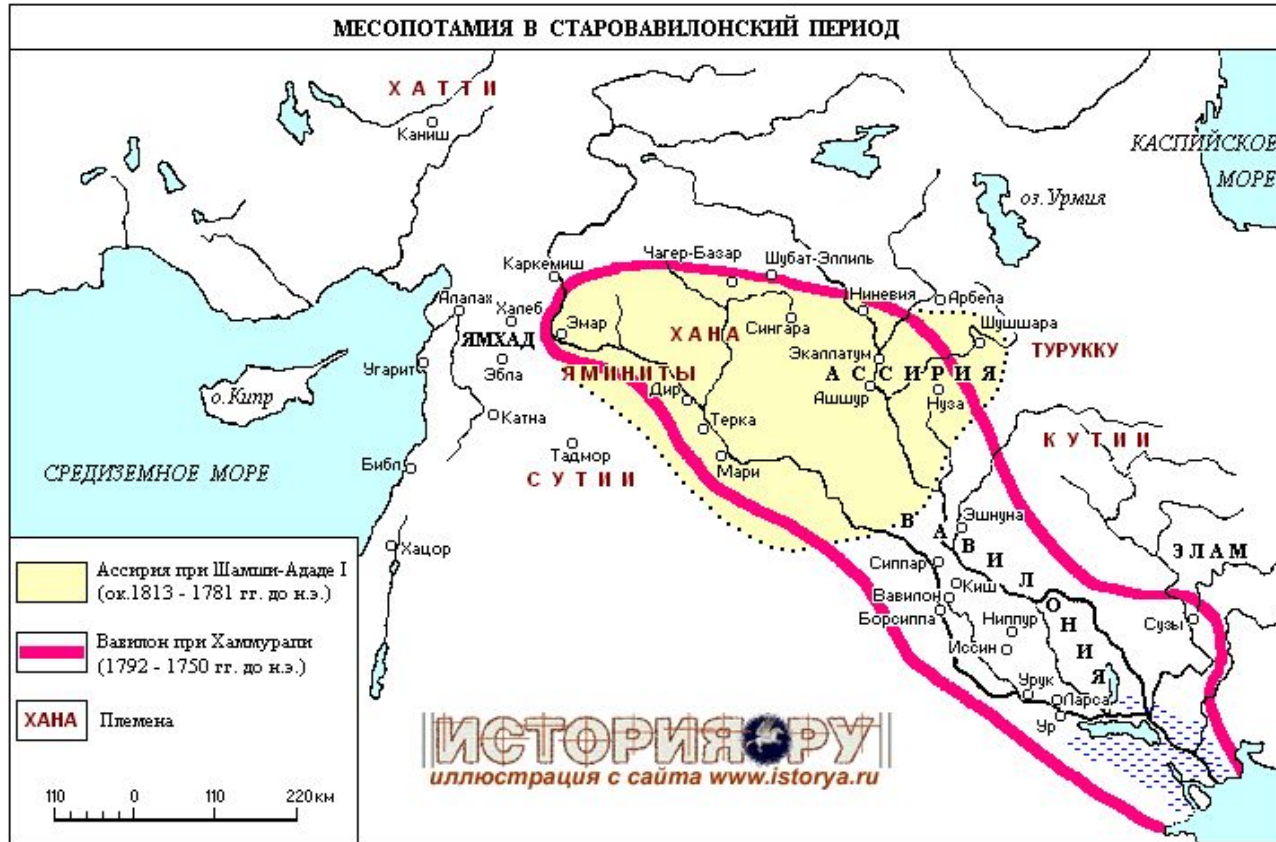 МЕСОПОТАМИЯ В СТАРОВАВИЛОНСКИЙ ПЕРИОД
ХАТТИ
Каниш
КАСПИЙСКОЕ
МОРЕ
оз. Урмия
Чагер-Базар
Шубат-Эллиль
Каркемиш
Ниневия
Арбела
Алалах
Халеб
Эмар
ХАНА
Сингара
Шушшара
ЯМХАД
ТУРУККУ
Экаллатум
Угарит
Эбла
ЯМИНИТЫ
АССИРИЯ
о. Кипр
Дир
Ашшур
Нуза
Катна
Терка
КУТИИ
СРЕДИЗЕМНОЕ МОРЕ
Библ
Тадмор
Мари
СУТИИ
ВАВИЛОНИЯ
Эшнуна
Хацор
ЭЛАМ
Сиппар
Киш
Вавилон
Борсиппа
Ниппур
Сузы
Иссин
Урук
Ларса
Ур
Ассирия при Шамши-Ададе I
(ок.1813 - 1781 гг. до н.э.)
Вавилон при Хаммурапи
(1792 - 1750 гг. до н.э.)
ХАНА Племена
110 0 110 220 км
ИСТОРИЯ РУ
иллюстрация с сайта www.istorya.ru